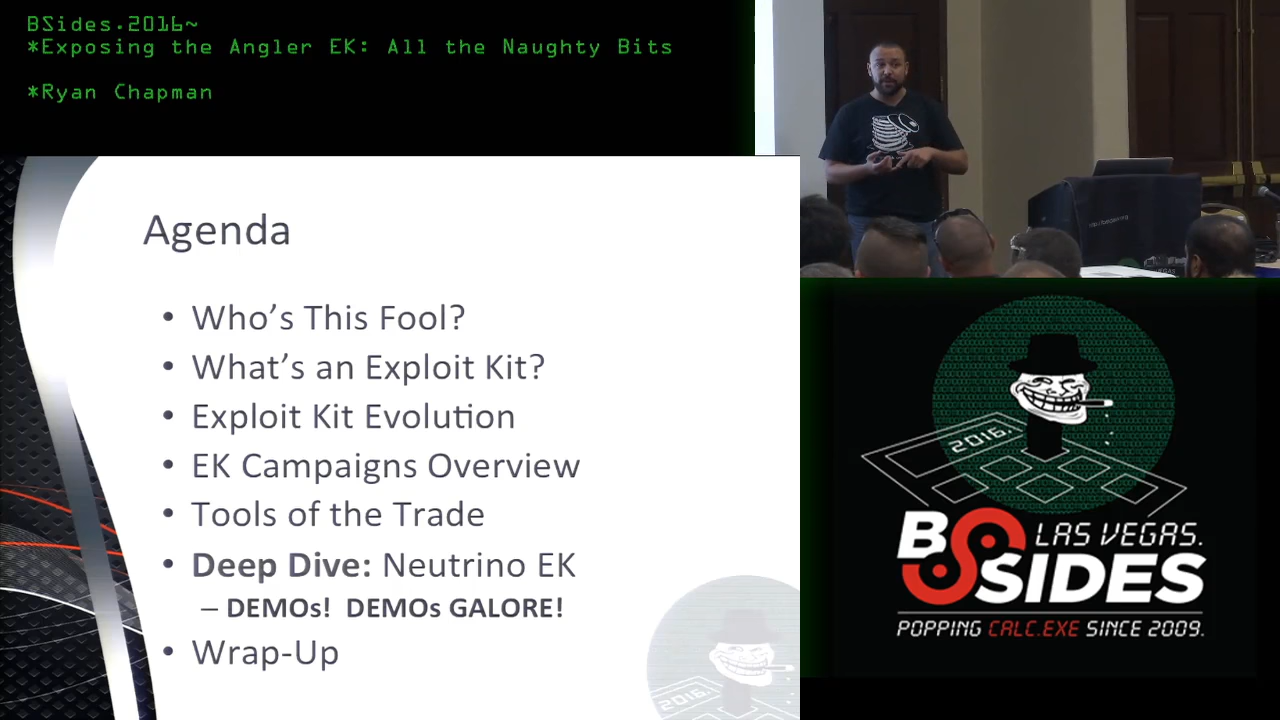 BSides.2016~
*Exposing the Angler EK: All the Naughty Bits
*Ryan Chapman
Agenda
• Who's This Fool?
• What's an Exploit Kit?
• Exploit Kit Evolution
• EK Campaigns Overview
• Tools of the Trade
• Deep Dive: Neutrino EK
– DEMOs! DEMOs GALORE!
• Wrap-Up
2016.
2016.
BSIDES LAS VEGAS.
POPPING CALC.EXE SINCE 2009.